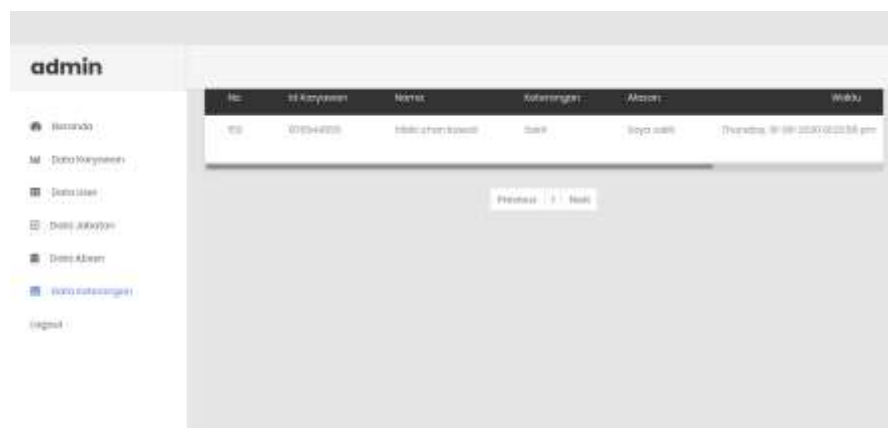 admin
No Id Karyawan Nama Keterangan Alasan Waktu
Sakit Saya sakit
Previous 1 Next
Beranda
Data Karyawan
Data User
Data Jabatan
Data Absen
Data Keterangan
Logout